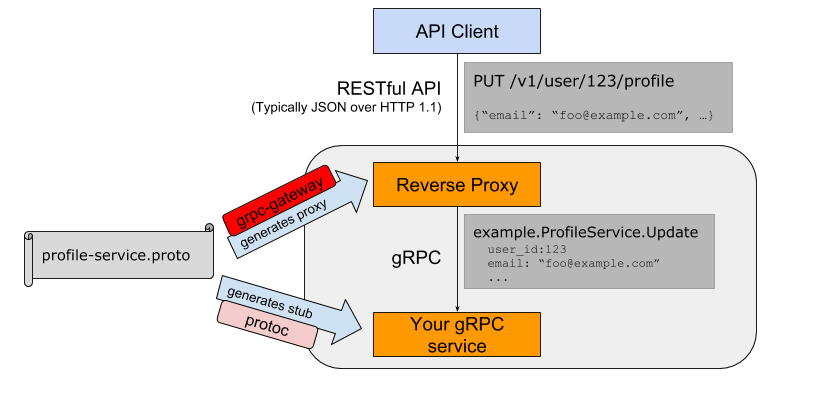 API Client
RESTful API
(Typically JSON over HTTP 1.1)
PUT /v1/user/123/profile
{“email”: “foo@example.com”, …}
grpc-gateway
generates proxy
Reverse Proxy
profile-service.proto
gRPC
example.ProfileService.Update
user_id:123
email: “foo@example.com”
...
generates stub
protoc
Your gRPC
service